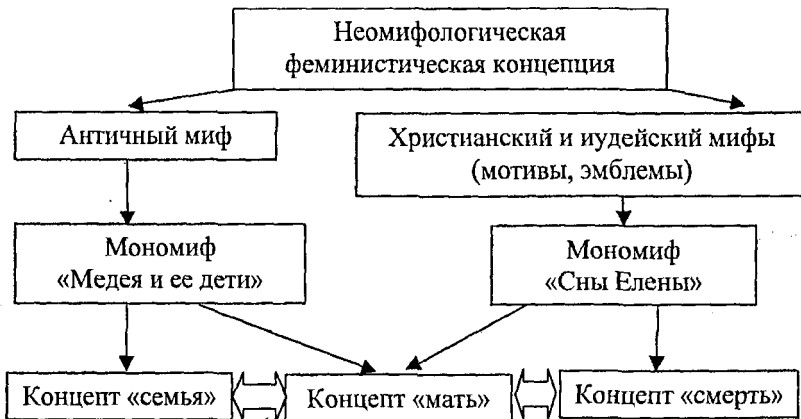 Неомифологическая
феминистическая концепция
Античный миф
Христианский и иудейский мифы
(мотивы, эмблемы)
Мономиф
«Медея и ее дети»
Мономиф
«Сны Елены»
Концепт «семья»
Концепт «мать»
Концепт «смерть»